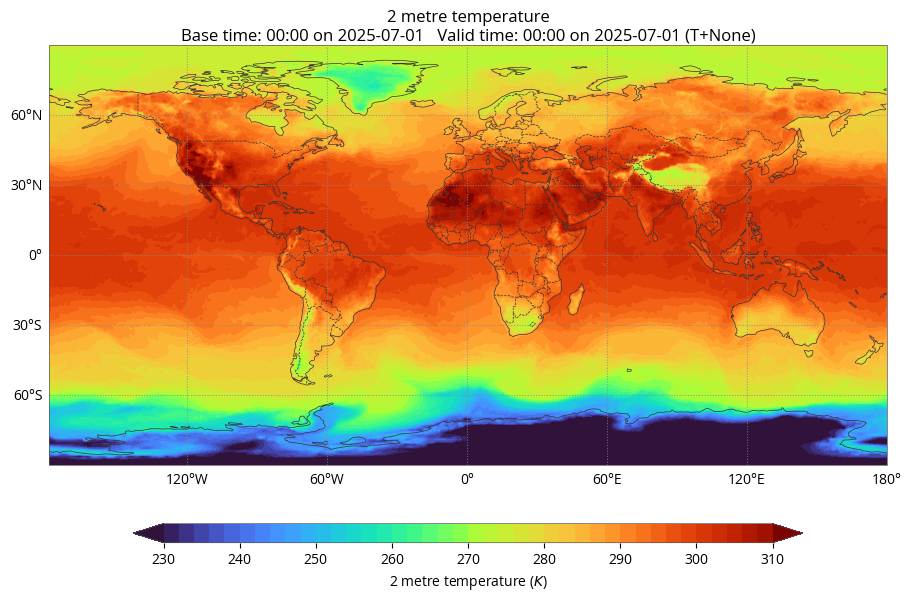 2 metre temperature
Base time: 00:00 on 2025-07-01   Valid time: 00:00 on 2025-07-01 (T+None)
60°N
30°N
0°
30°S
60°S
120°W 60°W 0° 60°E 120°E 180°
230 240 250 260 270 280 290 300 310
2 metre temperature (K)